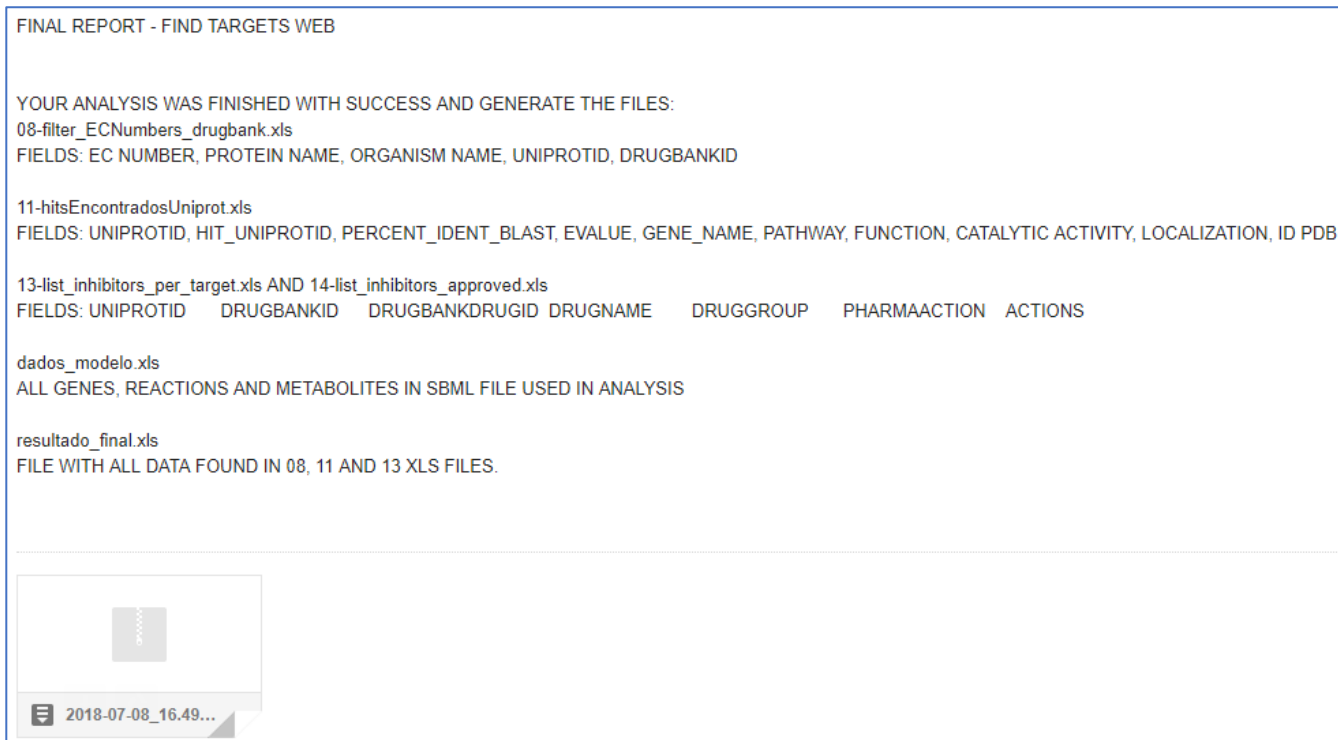 FINAL REPORT - FIND TARGETS WEB
YOUR ANALYSIS WAS FINISHED WITH SUCCESS AND GENERATE THE FILES:
08-filter_ECNumbers_drugbank.xls
FIELDS: EC NUMBER, PROTEIN NAME, ORGANISM NAME, UNIPROTID, DRUGBANKID
11-hitsEncontradosUniprot.xls
FIELDS: UNIPROTID, HIT_UNIPROTID, PERCENT_IDENT_BLAST, EVALUE, GENE_NAME, PATHWAY, FUNCTION, CATALYTIC ACTIVITY, LOCALIZATION, ID PDB
13-list_inhibitors_per_target.xls AND 14-list_inhibitors_approved.xls
FIELDS: UNIPROTID DRUGBANKID DRUGBANKDRUGID DRUGNAME DRUGGROUP PHARMAACTION ACTIONS
dados_modelo.xls
ALL GENES, REACTIONS AND METABOLITES IN SBML FILE USED IN ANALYSIS
resultado_final.xls
FILE WITH ALL DATA FOUND IN 08, 11 AND 13 XLS FILES.
2018-07-08_16.49...